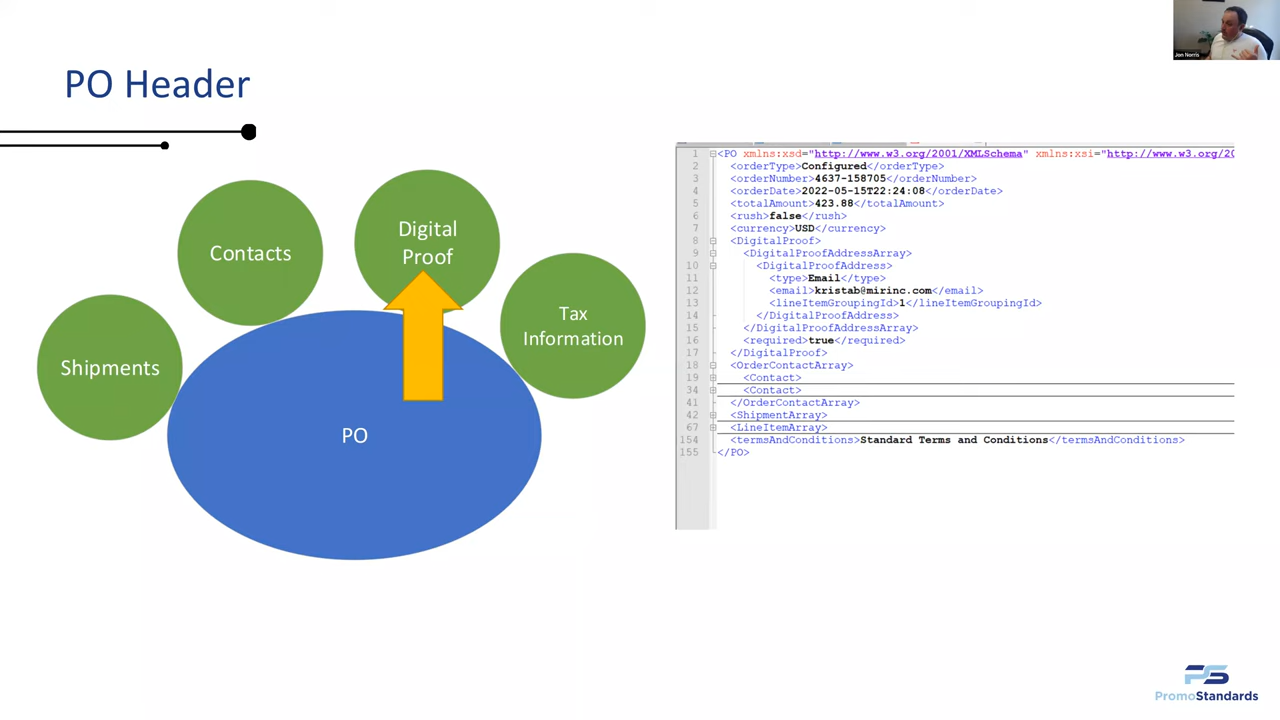 Jon Norris
PO Header
Contacts
Digital
Proof
Tax
Information
Shipments
PO
1 <PO xmlns:xsd="http://www.w3.org/2001/XMLSchema" xmlns:xsi="http://www.w3.org/20
2 <orderType>Configured</orderType>
3 <orderNumber>4637-158705</orderNumber>
4 <orderDate>2022-05-15T22:24:08</orderDate>
5 <totalAmount>423.88</totalAmount>
6 <rush>false</rush>
7 <currency>USD</currency>
8 <DigitalProof>
9 <DigitalProofAddressArray>
10 <DigitalProofAddress>
11 <type>Email</type>
12 <email>kristab@mirinc.com</email>
13 <lineItemGroupingId>1</lineItemGroupingId>
14 </DigitalProofAddress>
15 </DigitalProofAddressArray>
16 <required>true</required>
17 </DigitalProof>
18 <OrderContactArray>
19 <Contact>
34 <Contact>
41 </OrderContactArray>
42 <ShipmentArray>
67 <LineItemArray>
154 <termsAndConditions>Standard Terms and Conditions</termsAndConditions>
155 </PO>
PS
PromoStandards